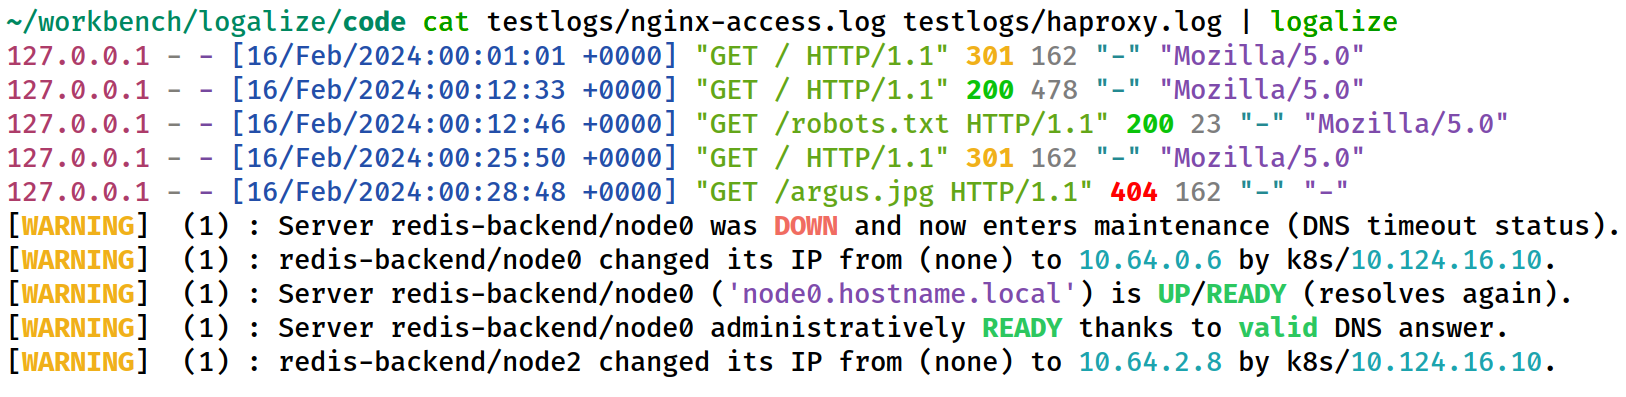 ~/workbench/logalize/code cat testlogs/nginx-access.log testlogs/haproxy.log | logalize
127.0.0.1 - - [16/Feb/2024:00:01:01 +0000] "GET / HTTP/1.1" 301 162 "-" "Mozilla/5.0"
127.0.0.1 - - [16/Feb/2024:00:12:33 +0000] "GET / HTTP/1.1" 200 478 "-" "Mozilla/5.0"
127.0.0.1 - - [16/Feb/2024:00:12:46 +0000] "GET /robots.txt HTTP/1.1" 200 23 "-" "Mozilla/5.0"
127.0.0.1 - - [16/Feb/2024:00:25:50 +0000] "GET / HTTP/1.1" 301 162 "-" "Mozilla/5.0"
127.0.0.1 - - [16/Feb/2024:00:28:48 +0000] "GET /argus.jpg HTTP/1.1" 404 162 "-" "-"
[WARNING]  (1) : Server redis-backend/node0 was DOWN and now enters maintenance (DNS timeout status).
[WARNING]  (1) : redis-backend/node0 changed its IP from (none) to 10.64.0.6 by k8s/10.124.16.10.
[WARNING]  (1) : Server redis-backend/node0 ('node0.hostname.local') is UP/READY (resolves again).
[WARNING]  (1) : Server redis-backend/node0 administratively READY thanks to valid DNS answer.
[WARNING]  (1) : redis-backend/node2 changed its IP from (none) to 10.64.2.8 by k8s/10.124.16.10.